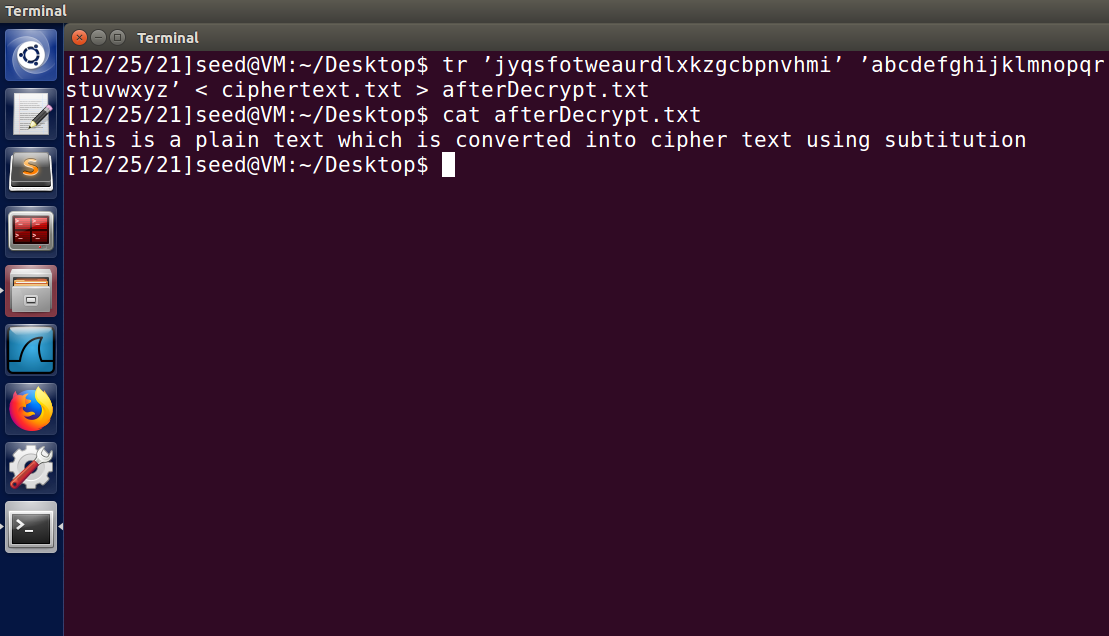 Terminal
Terminal
[12/25/21]seed@VM:~/Desktop$ tr ’jyqsfotweaurdlxkzgcbpnvhmi’ ’abcdefghijklmnopqr
stuvwxyz’ < ciphertext.txt > afterDecrypt.txt
[12/25/21]seed@VM:~/Desktop$ cat afterDecrypt.txt
this is a plain text which is converted into cipher text using subtitution
[12/25/21]seed@VM:~/Desktop$